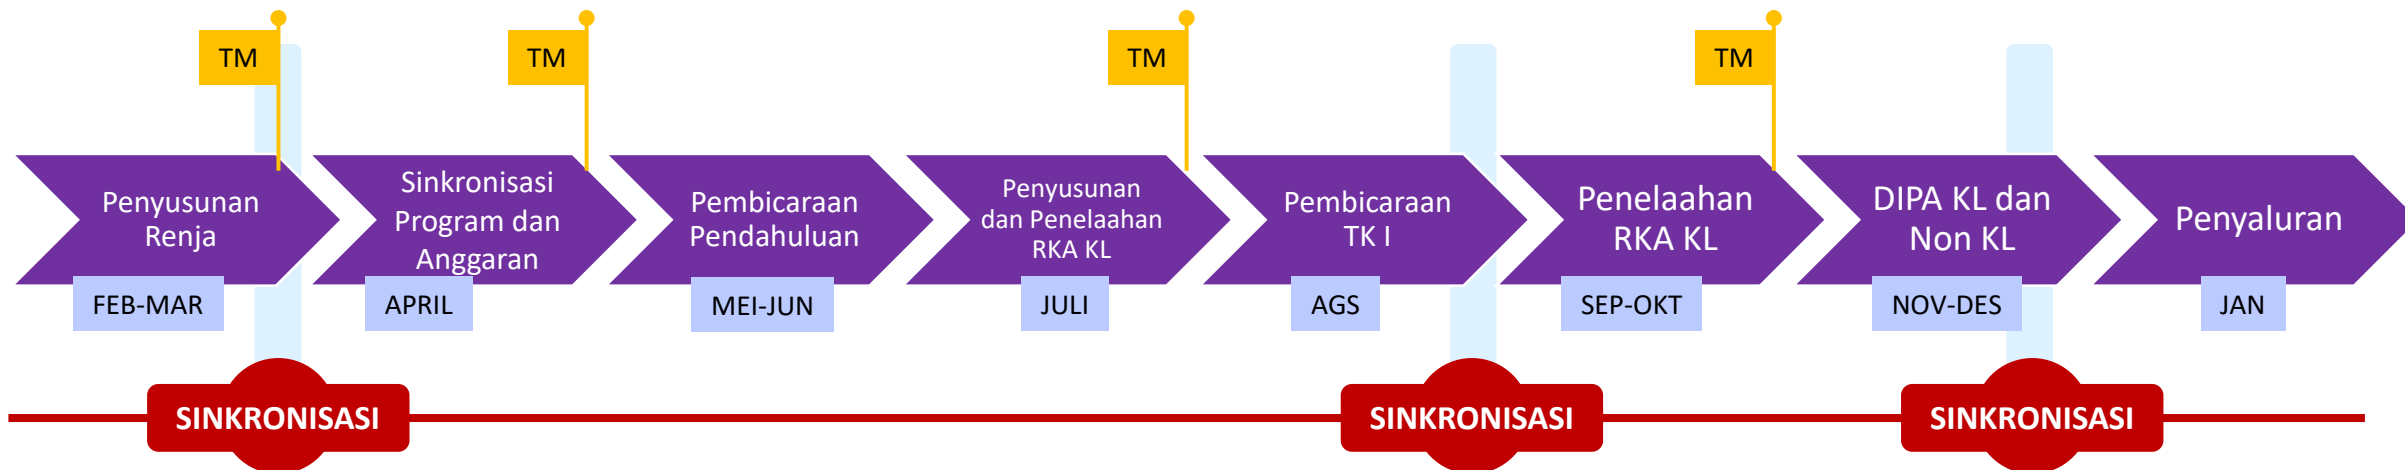 TM
TM
TM
TM
Penyusunan
Renja
Sinkronisasi
Program dan
Anggaran
Pembicaraan
Pendahuluan
Penyusunan
dan Penelaahan
RKA KL
Pembicaraan
TK I
Penelaahan
RKA KL
DIPA KL dan
Non KL
Penyaluran
FEB-MAR
APRIL
MEI-JUN
JULI
AGS
SEP-OKT
NOV-DES
JAN
SINKRONISASI
SINKRONISASI
SINKRONISASI